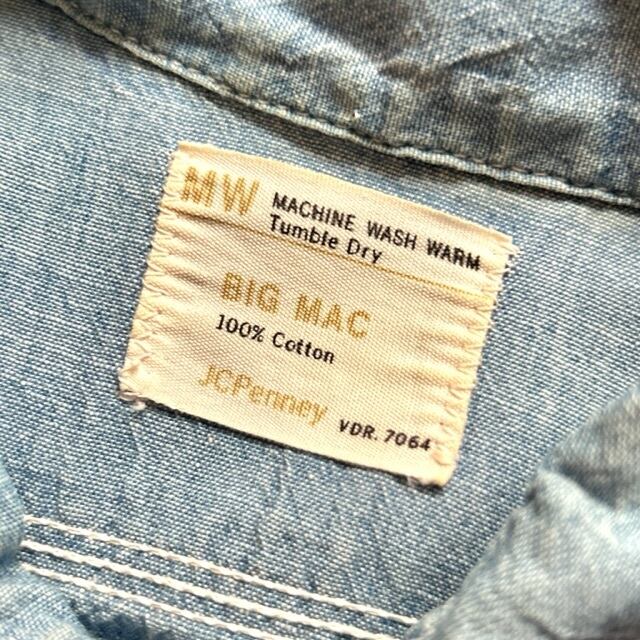 MW MACHINE WASH WARM
Tumble Dry
BIG MAC
100% Cotton
JCPenney VDR. 7064